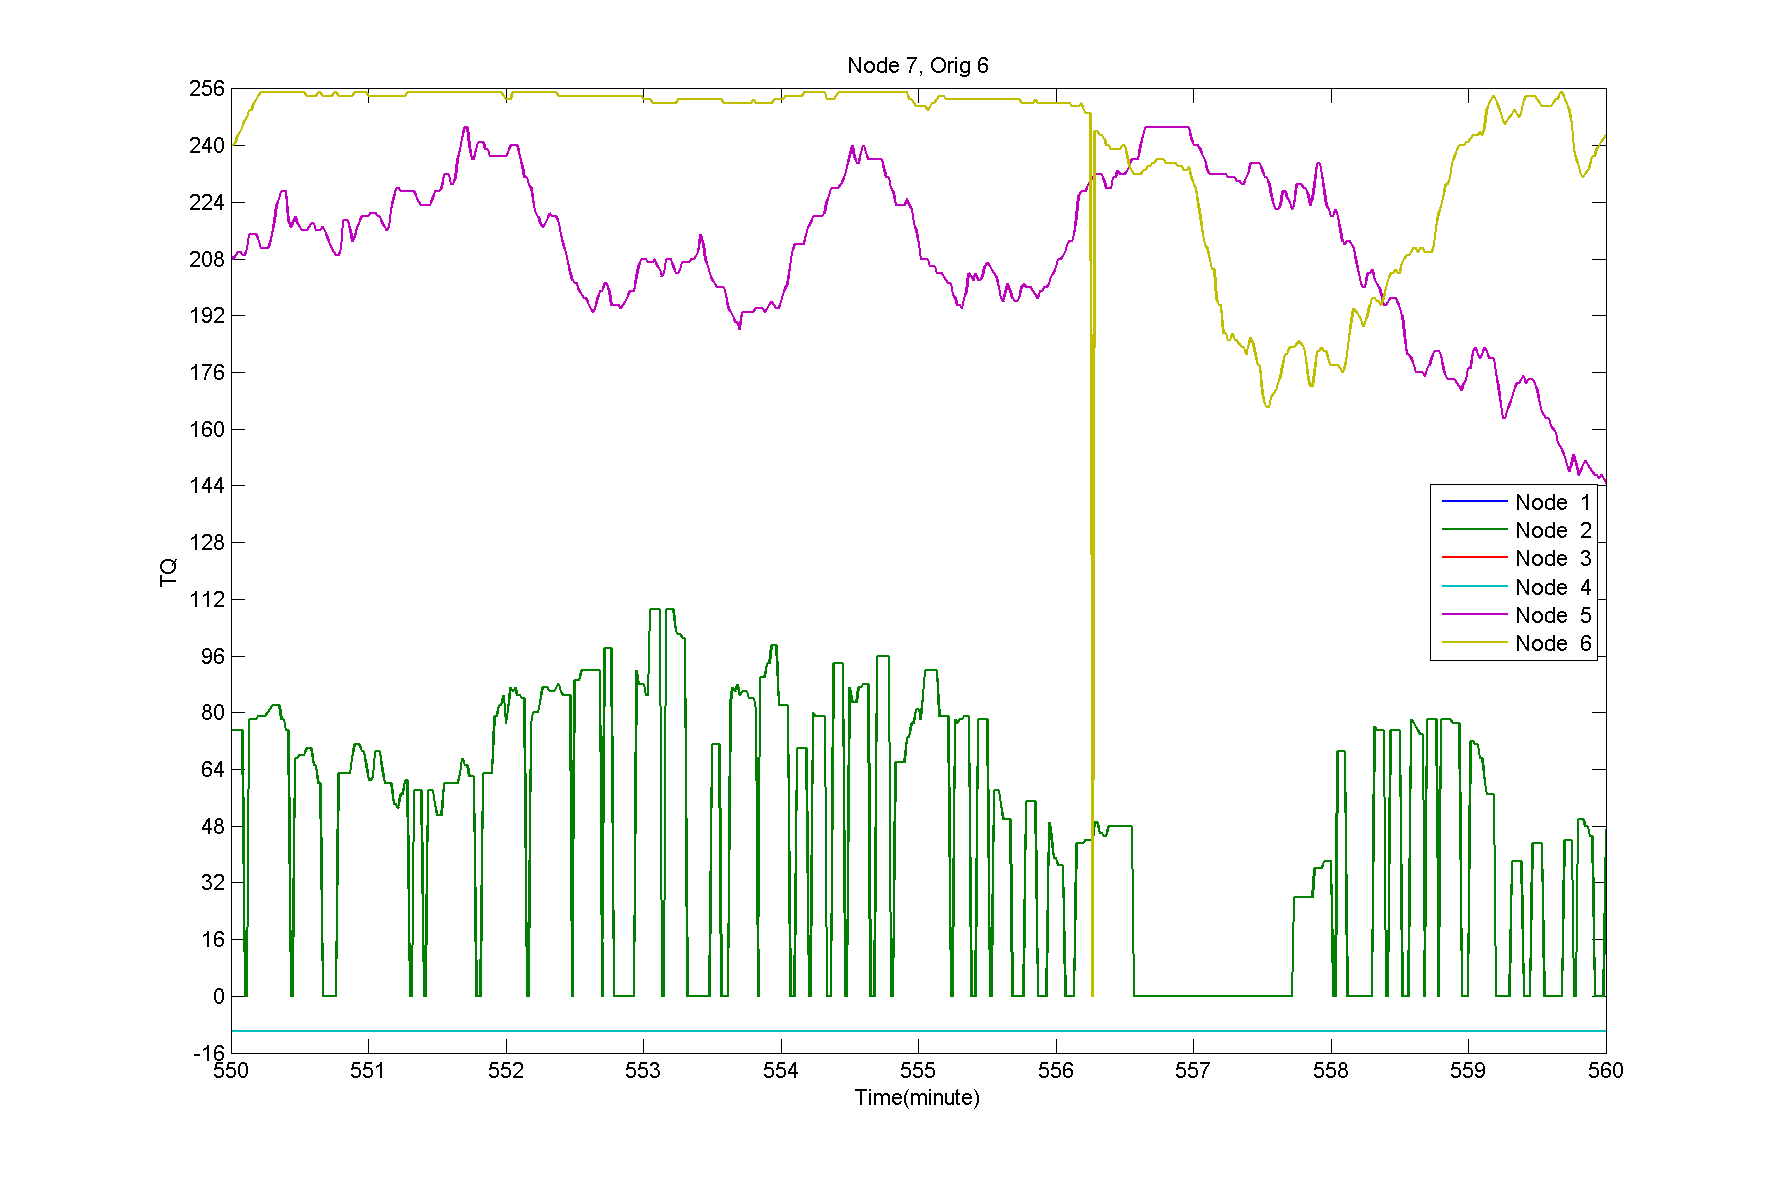 Node 7, Orig 6
256
240
224
208
192
176
160
144
128
112
96
80
64
48
32
16
0
-16
TQ
Node 1
Node 2
Node 3
Node 4
Node 5
Node 6
550 551 552 553 554 555 556 557 558 559 560
Time(minute)